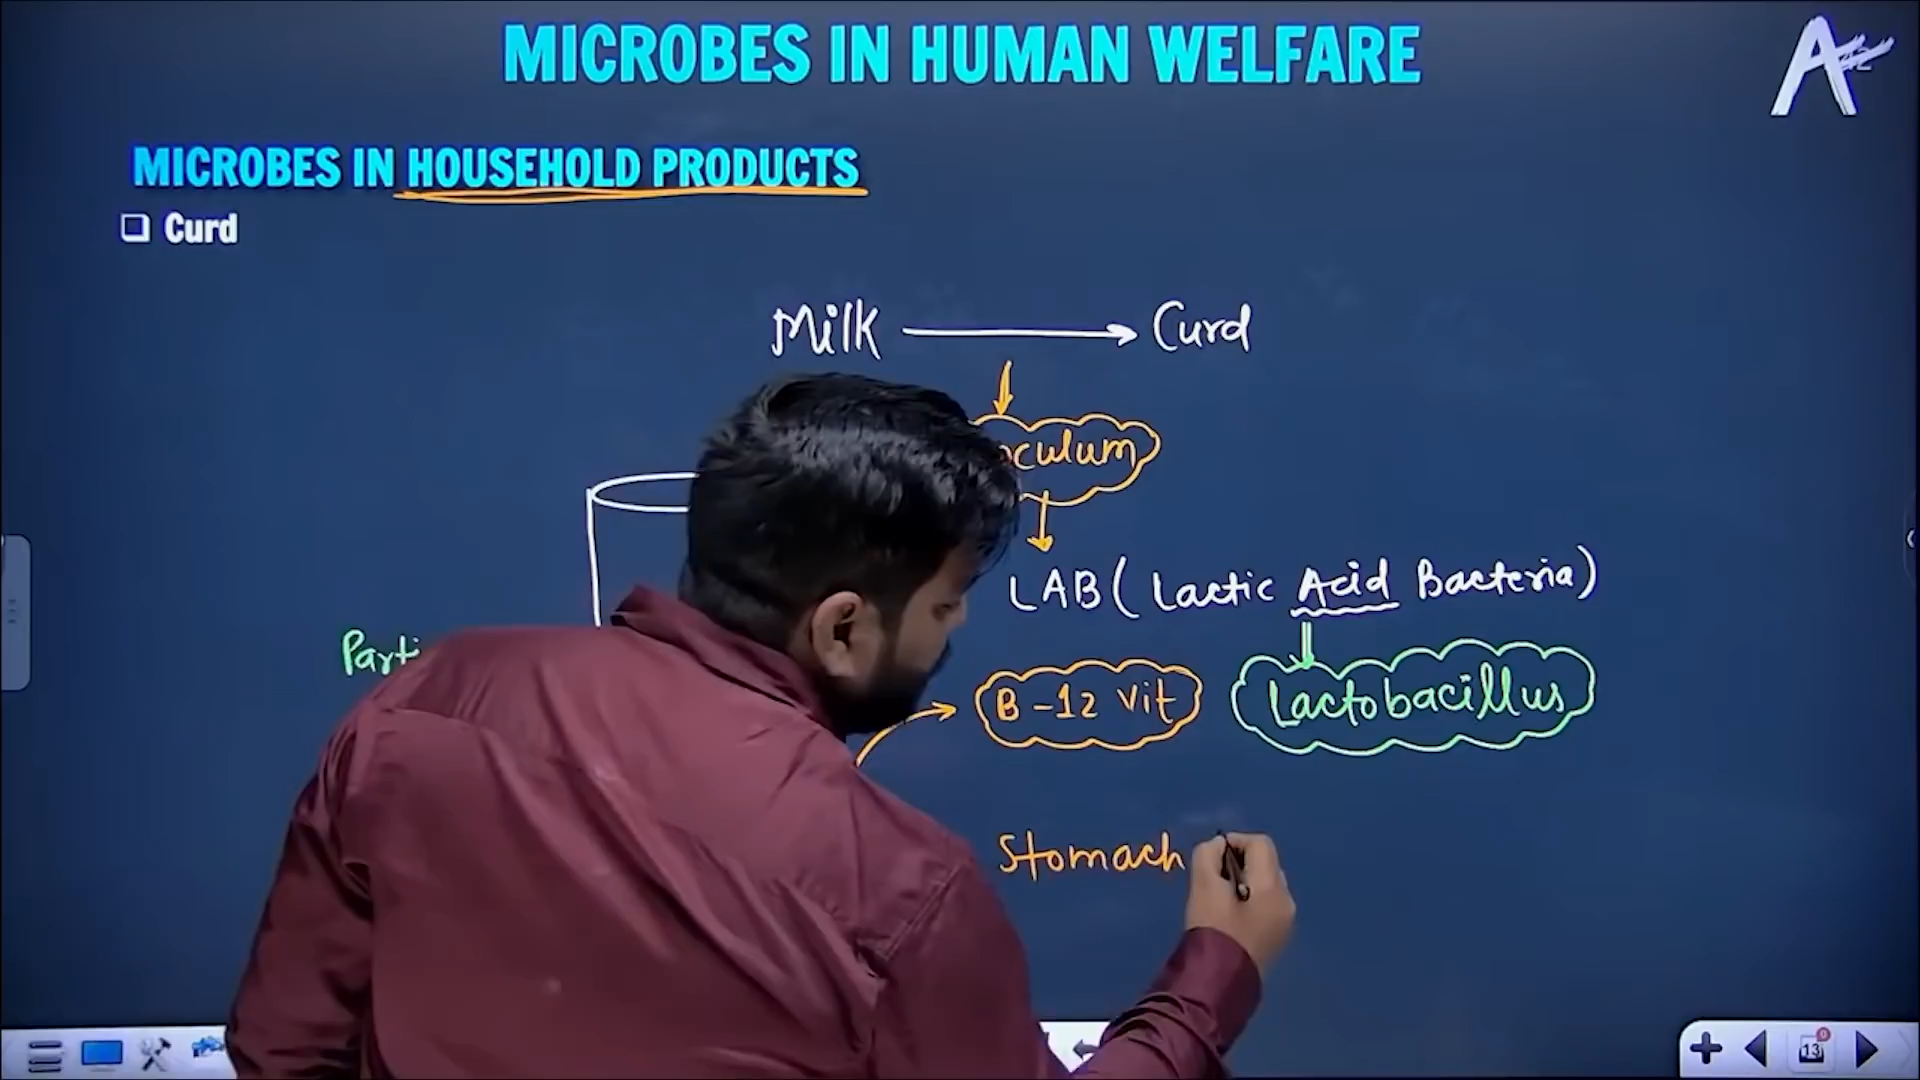 MICROBES IN HUMAN WELFARE
A
MICROBES IN HOUSEHOLD PRODUCTS
Curd
Milk Curd
LAB ( Lactic Acid Bacteria )
B-12 Vit
Lactobacillus
Stomach
13